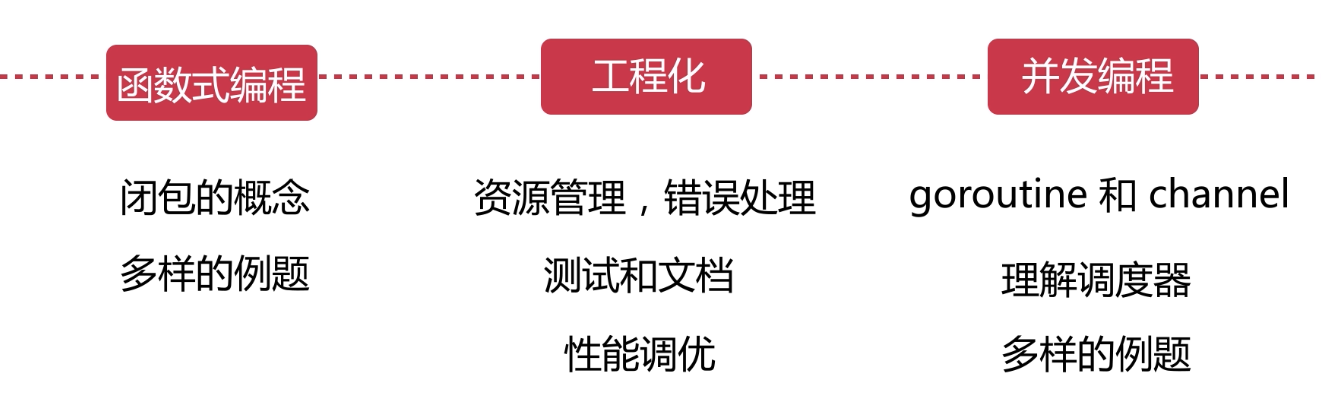 函数式编程
闭包的概念
多样的例题
工程化
资源管理，错误处理
测试和文档
性能调优
并发编程
goroutine 和 channel
理解调度器
多样的例题